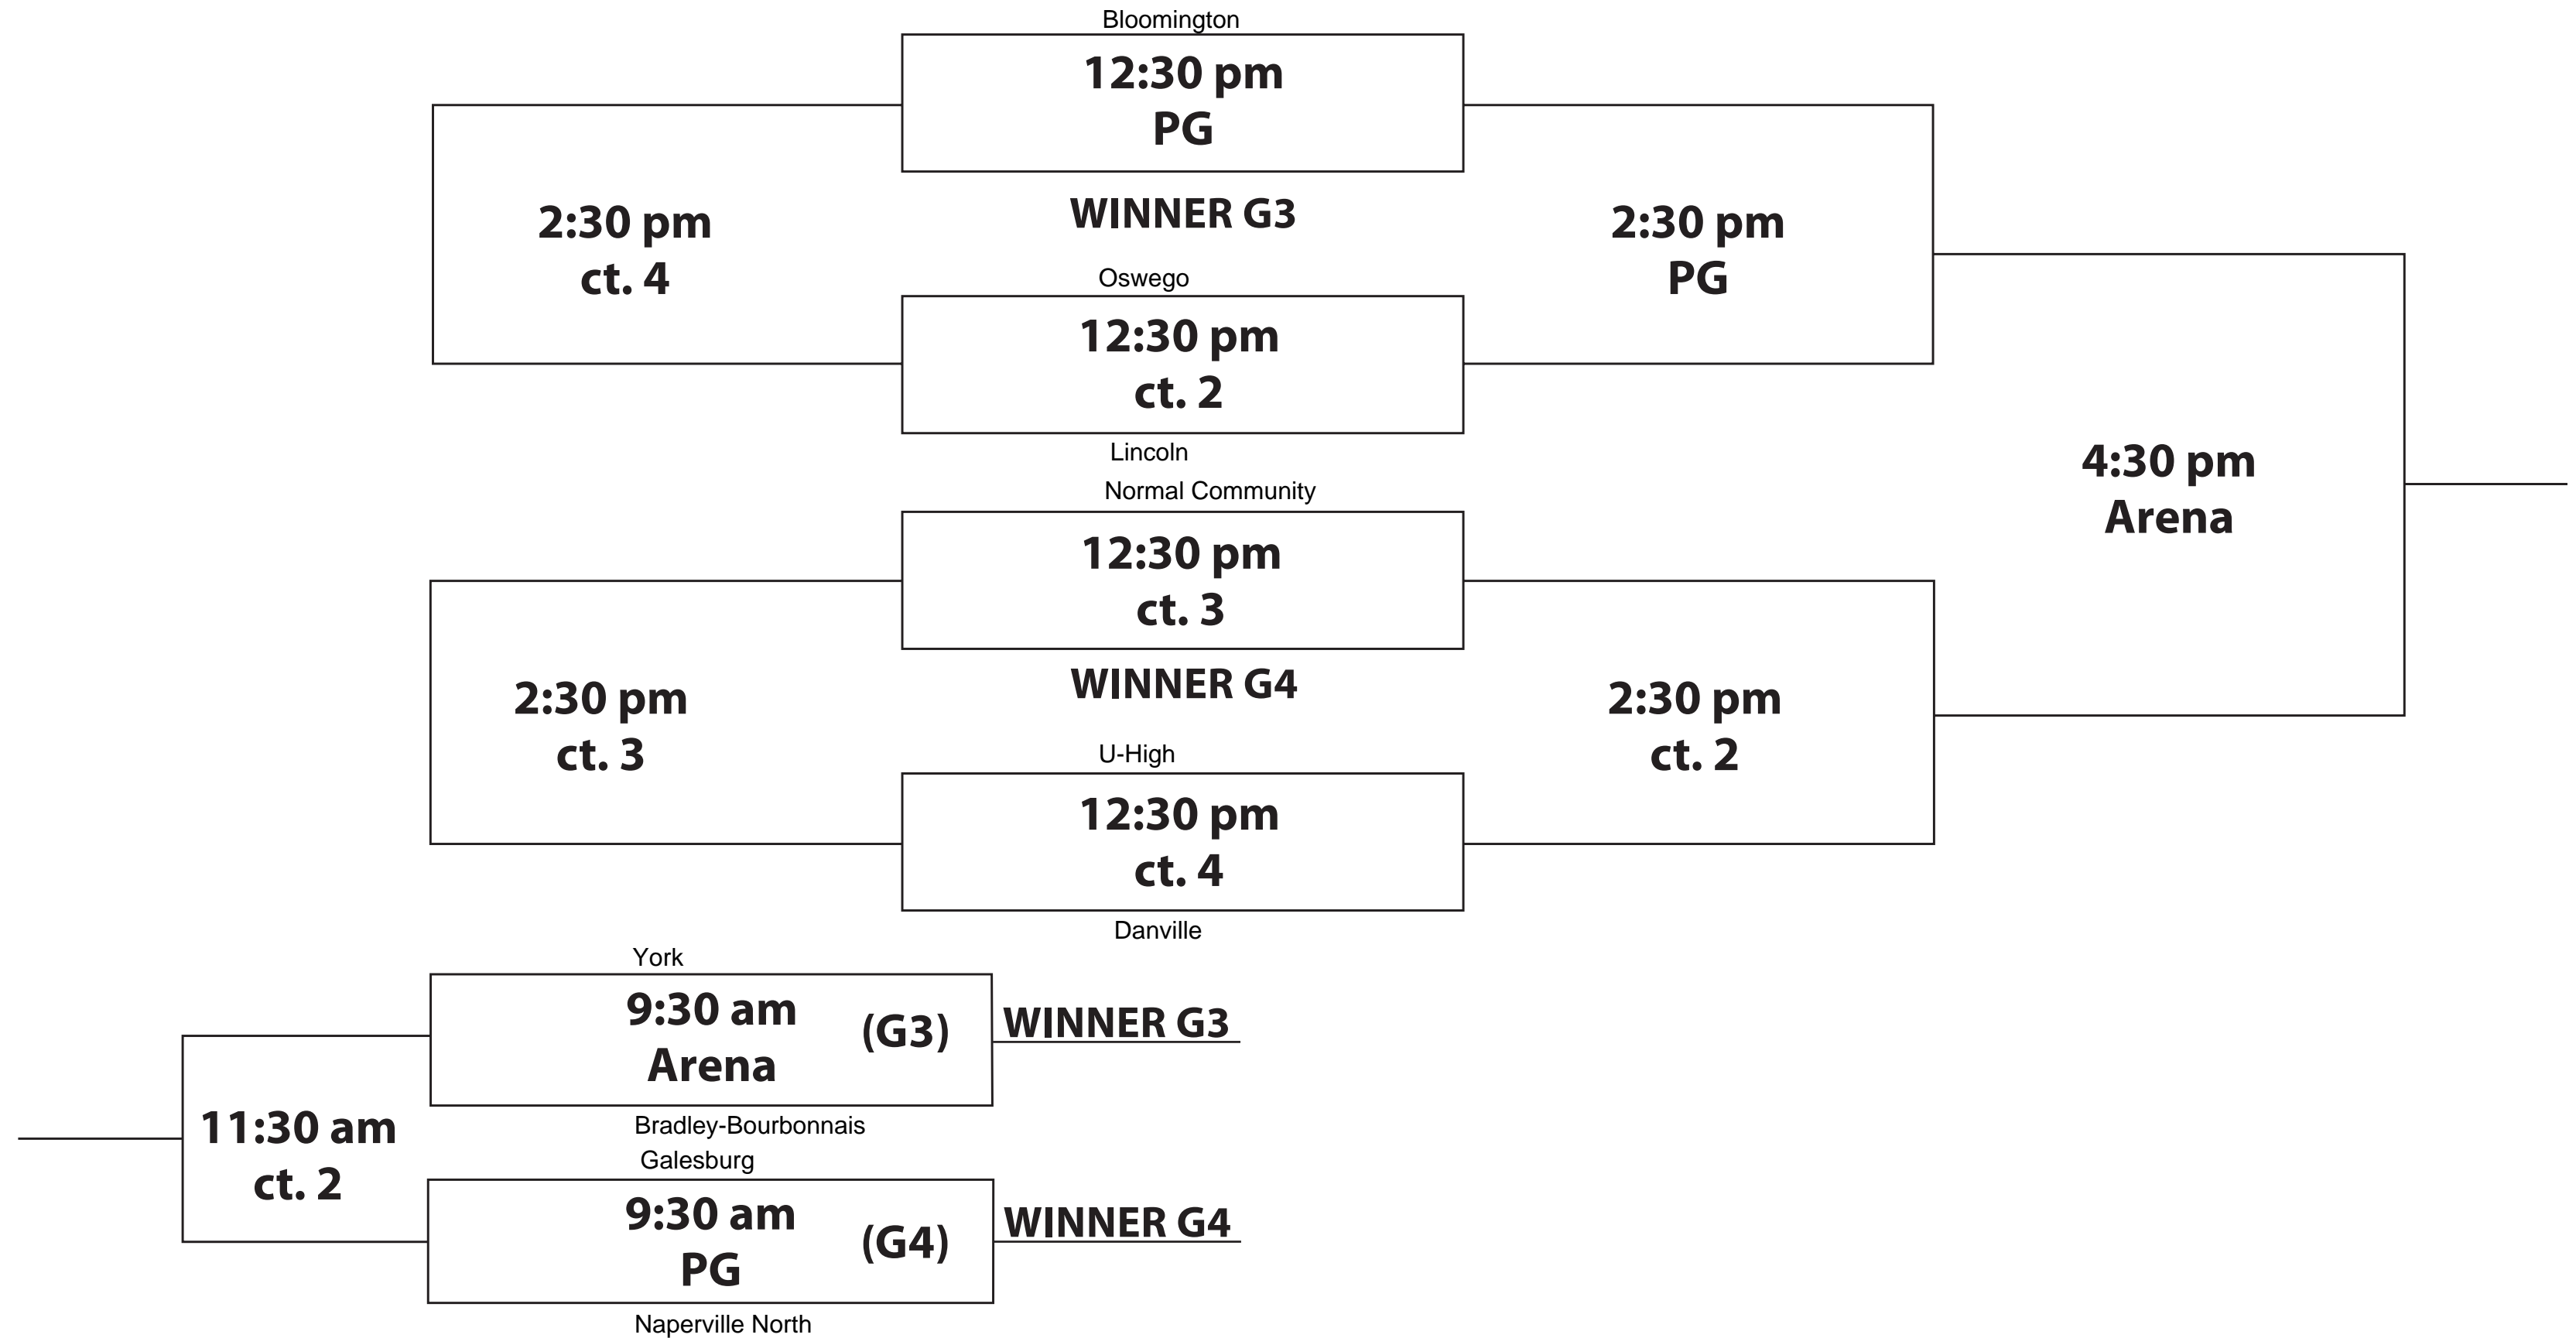 Bloomington
12:30 pm
PG
WINNER G3
2:30 pm
ct. 4
2:30 pm
PG
Oswego
12:30 pm
ct. 2
Lincoln
4:30 pm
Arena
Normal Community
12:30 pm
ct. 3
WINNER G4
2:30 pm
ct. 3
2:30 pm
ct. 2
U-High
12:30 pm
ct. 4
Danville
York
9:30 am
Arena
(G3)
WINNER G3
Bradley-Bourbonnais
11:30 am
ct. 2
Galesburg
9:30 am
PG
(G4)
WINNER G4
Naperville North